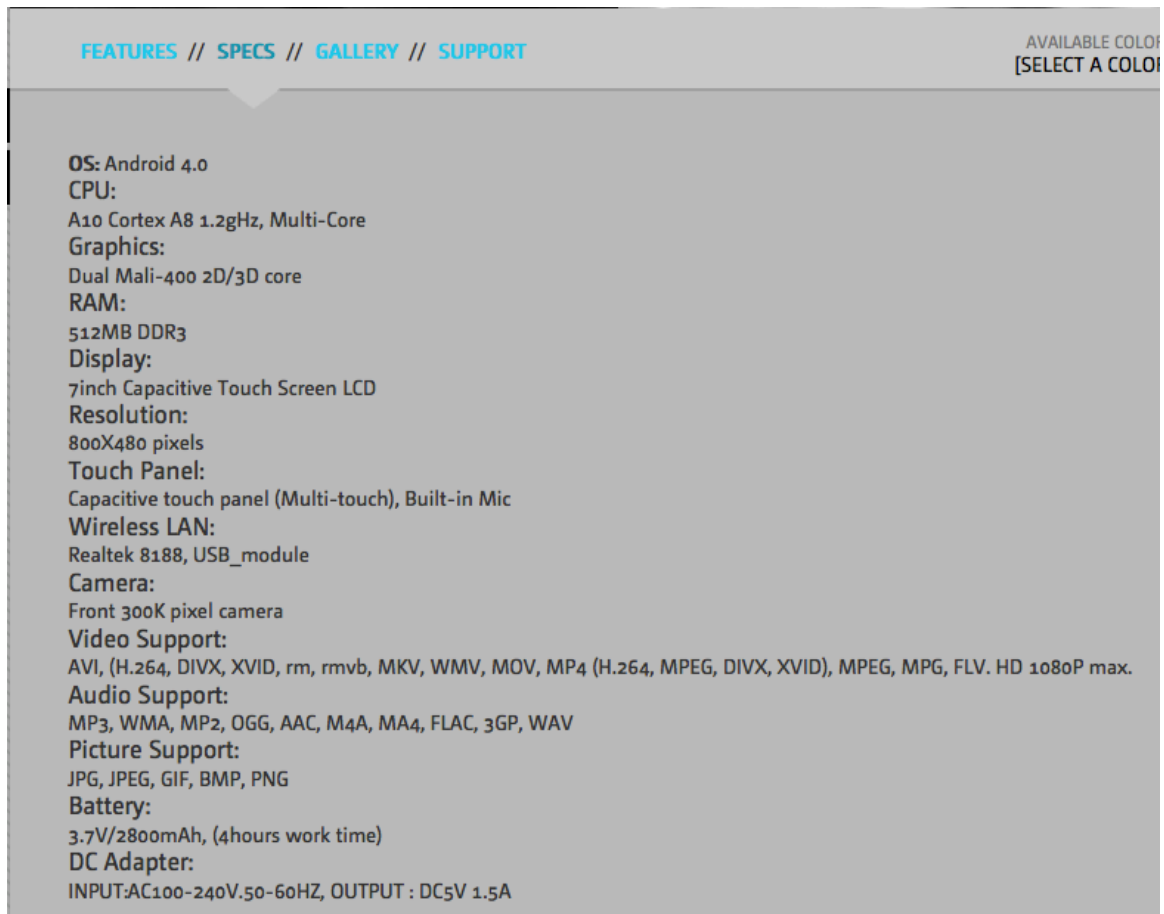 FEATURES // SPECS // GALLERY // SUPPORT
AVAILABLE COLOR
[SELECT A COLOR
OS: Android 4.0
CPU:
A10 Cortex A8 1.2gHz, Multi-Core
Graphics:
Dual Mali-400 2D/3D core
RAM:
512MB DDR3
Display:
7inch Capacitive Touch Screen LCD
Resolution:
800X480 pixels
Touch Panel:
Capacitive touch panel (Multi-touch), Built-in Mic
Wireless LAN:
Realtek 8188, USB_module
Camera:
Front 300K pixel camera
Video Support:
AVI, (H.264, DIVX, XVID, rm, rmvb, MKV, WMV, MOV, MP4 (H.264, MPEG, DIVX, XVID), MPEG, MPG, FLV. HD 1080P max.
Audio Support:
MP3, WMA, MP2, OGG, AAC, M4A, MA4, FLAC, 3GP, WAV
Picture Support:
JPG, JPEG, GIF, BMP, PNG
Battery:
3.7V/2800mAh, (4hours work time)
DC Adapter:
INPUT:AC100-240V.50-60HZ, OUTPUT : DC5V 1.5A